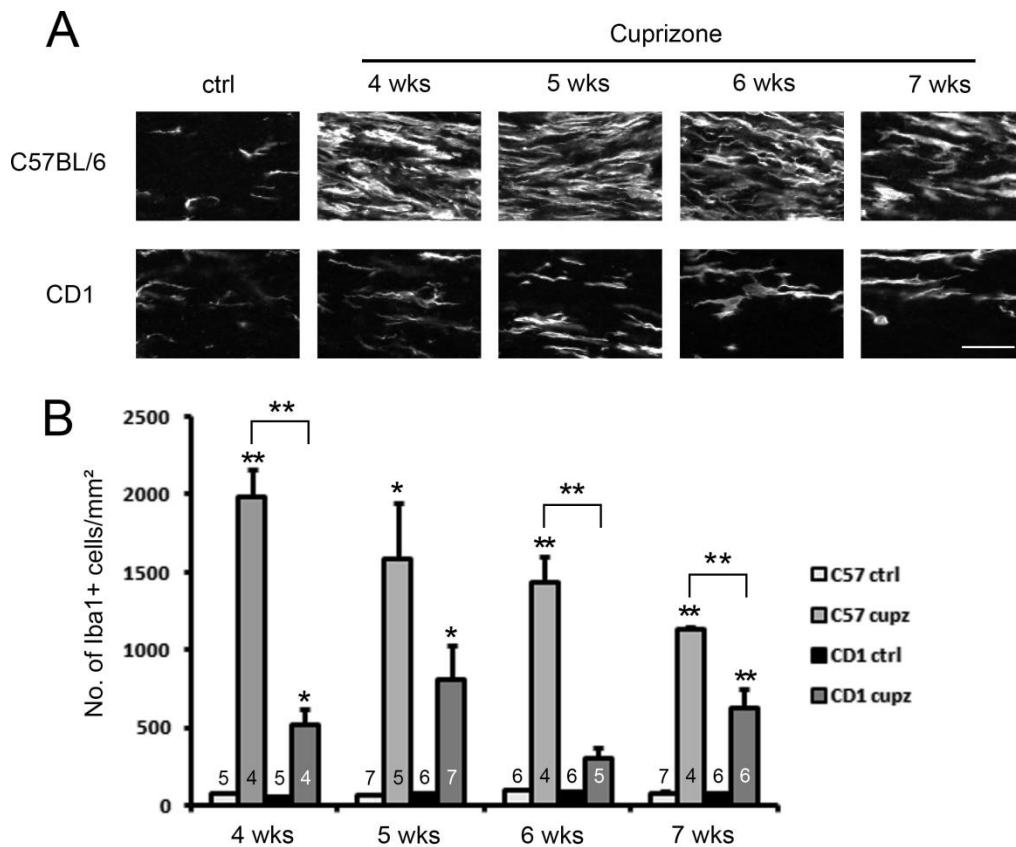 A
Cuprizone
ctrl
4 wks
5 wks
6 wks
7 wks
C57BL/6
CD1
B
No. of Iba1+ cells/mm²
2500
2000
1500
1000
500
0
**
**
*
*
*
**
**
**
**
**
5 4 5 4
7 5 6 7
6 4 6 5
7 4 6 6
4 wks
5 wks
6 wks
7 wks
C57 ctrl
C57 cupz
CD1 ctrl
CD1 cupz